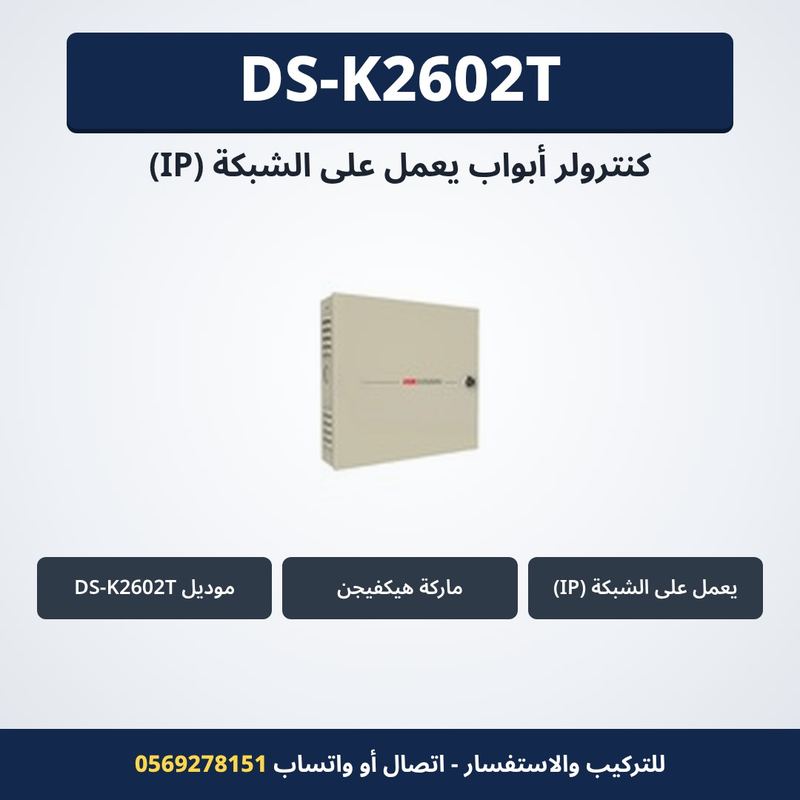 DS-K2602T
كنترولر أبواب يعمل على الشبكة (IP)
HIKVISION
يعمل على الشبكة (IP)
ماركة هيكفيجن
موديل DS-K2602T
للتركيب والاستفسار - اتصال أو واتساب 0569278151